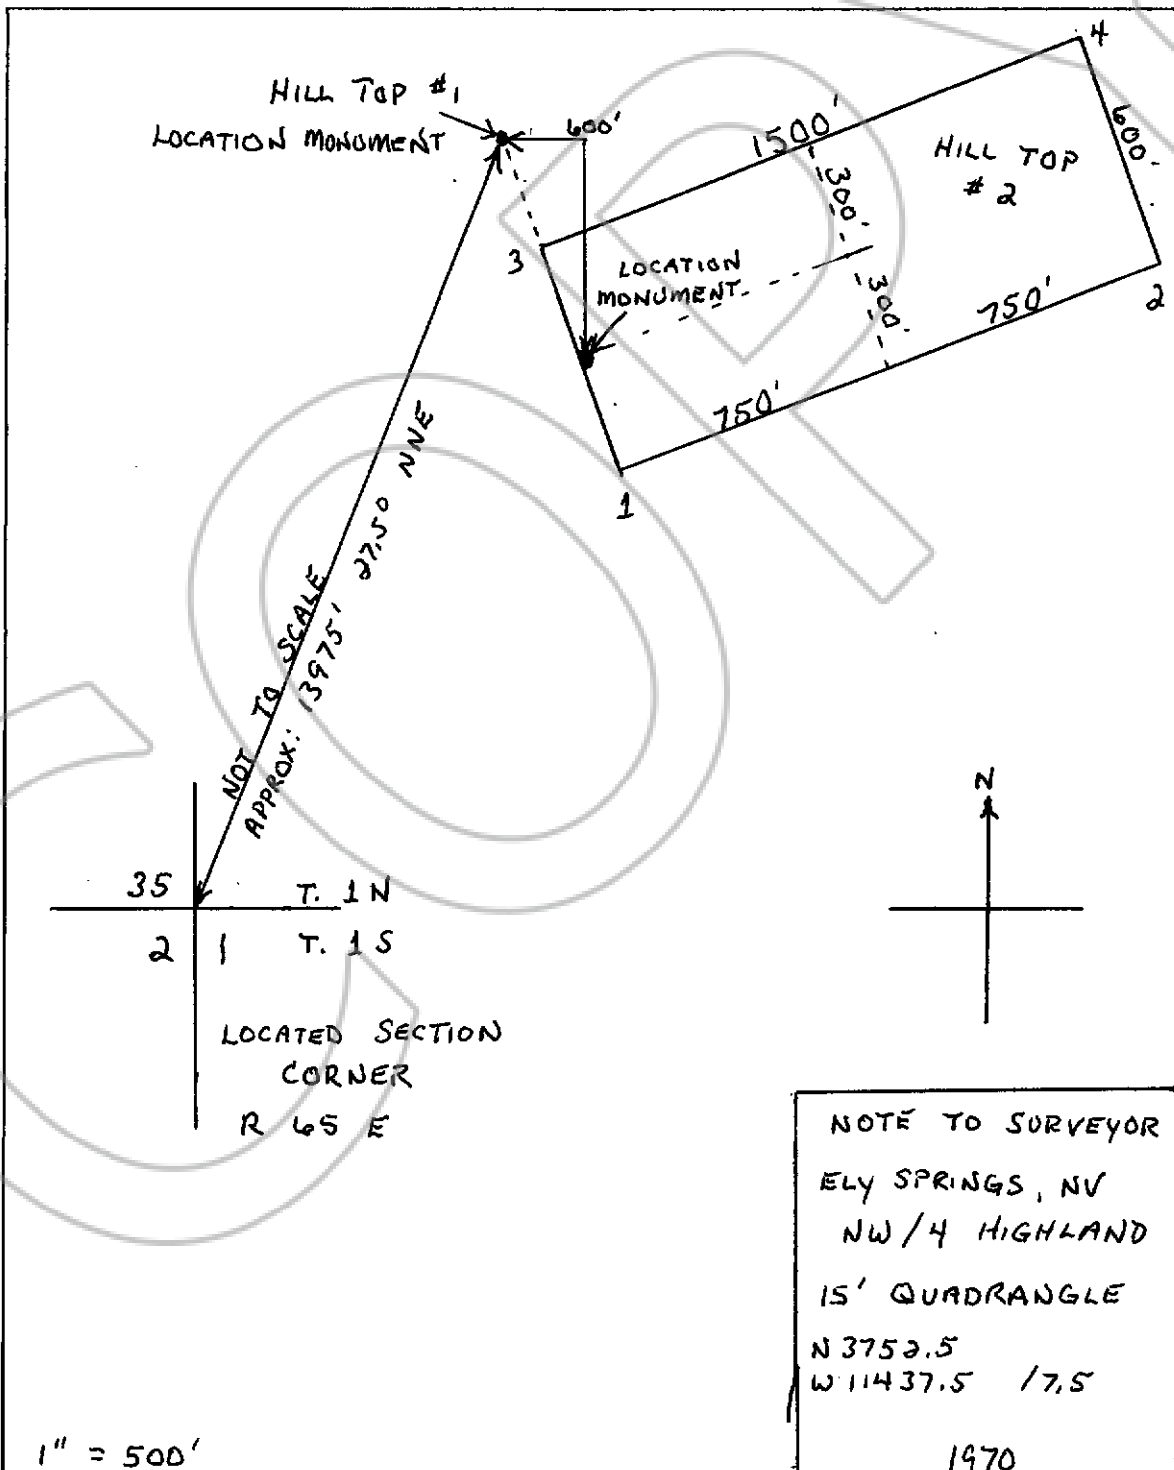 HILL TOP #1
LOCATION MONUMENT
600'
4
1500'
600'
HILL TOP
# 2
300'
3
LOCATION
MONUMENT
300'
750'
2
750'
1
NOT TO SCALE
APPROX: 13975' 27.5° NNE
N
35
T. 1 N
2
1
T. 1 S
LOCATED SECTION
CORNER
R 65 E
NOTE TO SURVEYOR
ELY SPRINGS, NV
NW/4 HIGHLAND
15' QUADRANGLE
N 3752.5
W 11437.5 /7.5
1970
1" = 500'
COPY